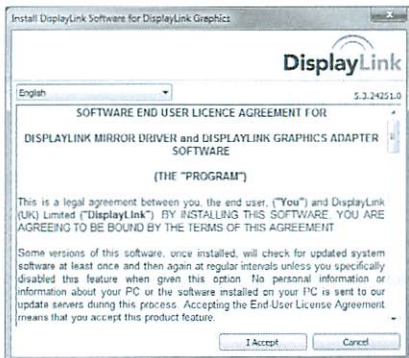 Install DisplayLink Software for DisplayLink Graphics
DisplayLink
English
5.3.24251.0
SOFTWARE END USER LICENCE AGREEMENT FOR
DISPLAYLINK MIRROR DRIVER and DISPLAYLINK GRAPHICS ADAPTER
SOFTWARE
(THE "PROGRAM")
This is a legal agreement between you, the end user, ("You") and DisplayLink
(UK) Limited ("DisplayLink") BY INSTALLING THIS SOFTWARE, YOU ARE
AGREEING TO BE BOUND BY THE TERMS OF THIS AGREEMENT
Some versions of this software, once installed, will check for updated system
software at least once and then again at regular intervals unless you specifically
disabled this feature when given this option No personal information or
information about your PC or the software installed on your PC is sent to our
update servers during this process. Accepting the End-User License Agreement
means that you accept this product feature.
I Accept
Cancel